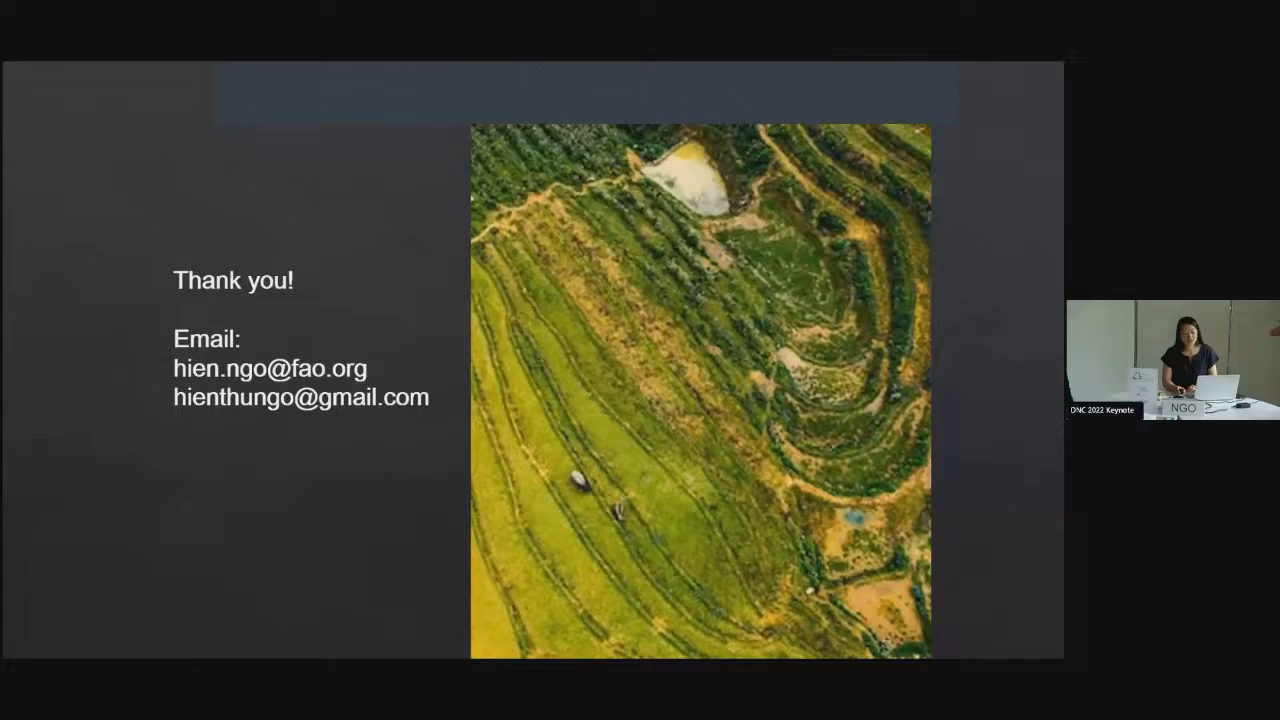 Thank you!
Email:
hien.ngo@fao.org
hienthungo@gmail.com
DNC 2022 Keynote
NGO